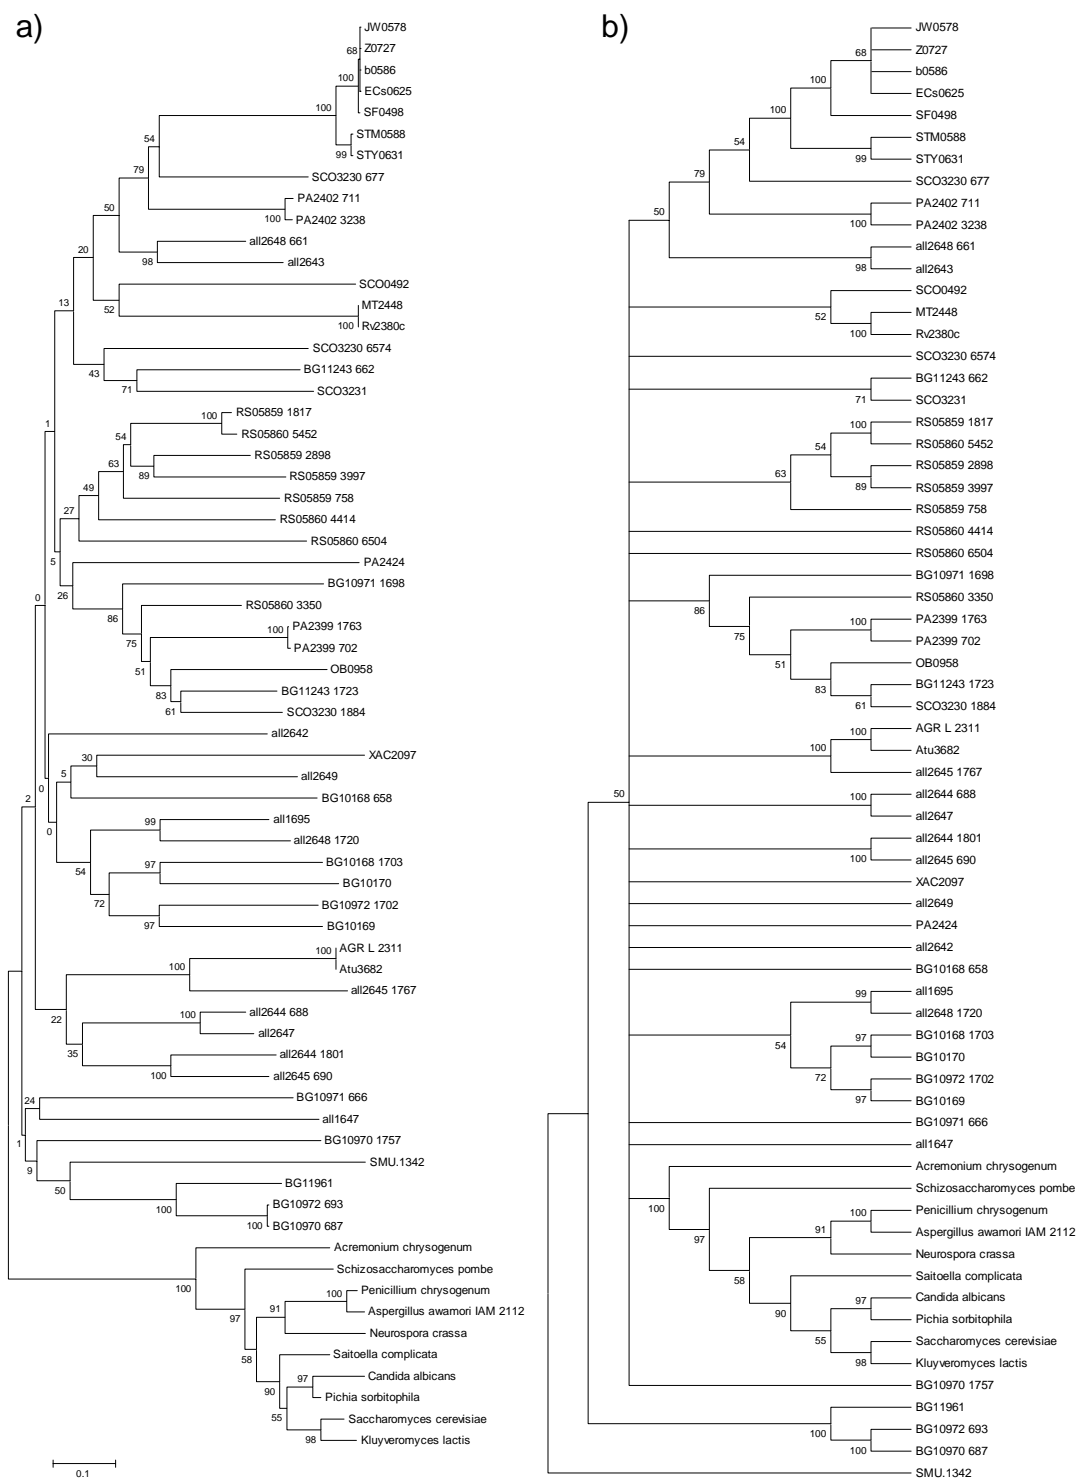 a)
JW0578
Z0727
68
b0586
100
ECs0625
100
SF0498
STM0588
54
99
STY0631
79
SCO3230 677
PA2402 711
50
100
PA2402 3238
all2648 661
20
98
all2643
SCO0492
13
52
MT2448
100
Rv2380c
SCO3230 6574
43
BG11243 662
71
SCO3231
100
RS05859 1817
1
54
RS05860 5452
63
RS05859 2898
89
RS05859 3997
49
RS05859 758
27
RS05860 4414
5
RS05860 6504
PA2424
26
BG10971 1698
0
86
RS05860 3350
75
100
PA2399 1763
51
PA2399 702
83
OB0958
61
BG11243 1723
SCO3230 1884
all2642
30
XAC2097
5
all2649
0
2
BG10168 658
0
99
all1695
54
all2648 1720
97
BG10168 1703
72
BG10170
BG10972 1702
97
BG10169
100
AGR L 2311
100
Atu3682
all2645 1767
22
100
all2644 688
35
all2647
100
all2644 1801
all2645 690
24
BG10971 666
1
all1647
9
BG10970 1757
50
SMU.1342
100
BG11961
BG10972 693
100
BG10970 687
100
Acremonium chrysogenum
97
Schizosaccharomyces pombe
91
100
Penicillium chrysogenum
58
Aspergillus awamori IAM 2112
Neurospora crassa
90
Saitoella complicata
97
Candida albicans
55
Pichia sorbitophila
98
Saccharomyces cerevisiae
Kluyveromyces lactis
0.1
b)
JW0578
68
Z0727
100
b0586
100
ECs0625
SF0498
54
STM0588
99
STY0631
79
SCO3230 677
PA2402 711
50
100
PA2402 3238
all2648 661
98
all2643
SCO0492
52
MT2448
100
Rv2380c
SCO3230 6574
BG11243 662
71
SCO3231
100
RS05859 1817
54
RS05860 5452
63
RS05859 2898
89
RS05859 3997
RS05859 758
RS05860 4414
RS05860 6504
BG10971 1698
86
RS05860 3350
75
100
PA2399 1763
51
PA2399 702
83
OB0958
BG11243 1723
61
SCO3230 1884
100
AGR L 2311
100
Atu3682
all2645 1767
50
100
all2644 688
all2647
all2644 1801
100
all2645 690
XAC2097
all2649
PA2424
all2642
BG10168 658
99
all1695
54
all2648 1720
97
BG10168 1703
72
BG10170
BG10972 1702
97
BG10169
BG10971 666
all1647
Acremonium chrysogenum
100
Schizosaccharomyces pombe
97
100
Penicillium chrysogenum
91
Aspergillus awamori IAM 2112
58
Neurospora crassa
90
Saitoella complicata
97
Candida albicans
55
Pichia sorbitophila
Saccharomyces cerevisiae
98
Kluyveromyces lactis
BG10970 1757
BG11961
100
BG10972 693
100
BG10970 687
SMU.1342